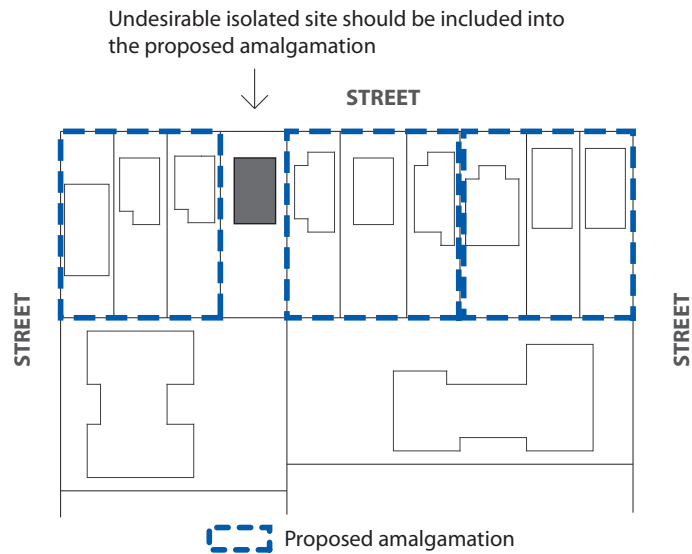 Undesirable isolated site should be included into
the proposed amalgamation
STREET
STREET
STREET
Proposed amalgamation